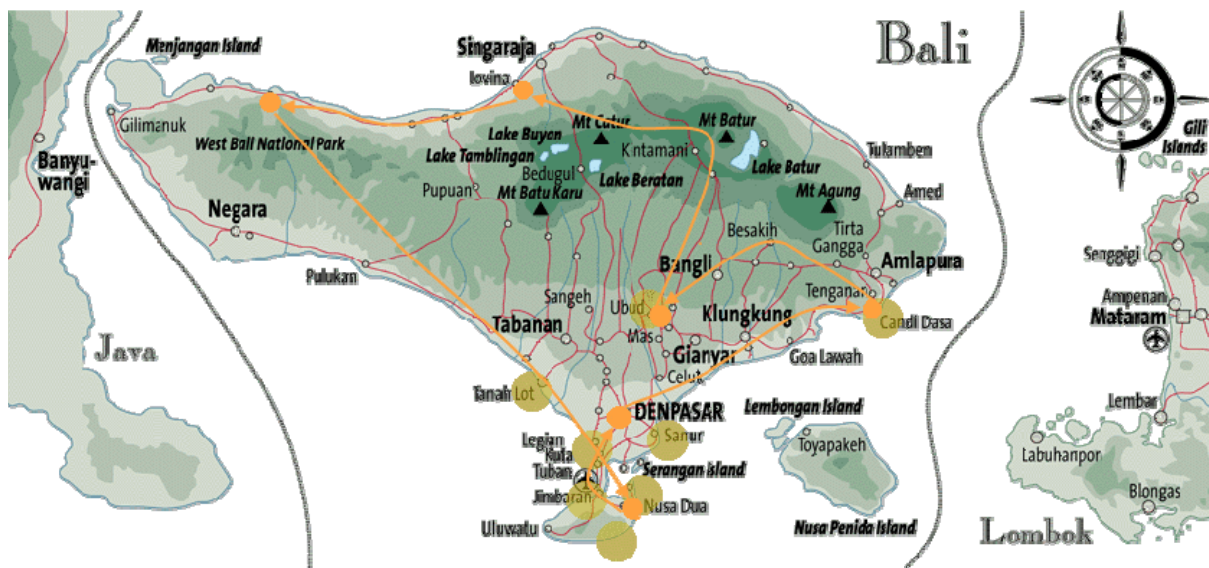 Menjangan Island
Singaraja
Bali
lovina
Gilimanuk
West Bali National Park
Banyu-
wangi
Lake Buyen
Mt Catur
Mt Batur
Lake Tamblingan
Kintamani
Lake Batur
Gili
Islands
Tulamben
Bedugul
Lake Beratan
Pupuan
Mt Batu Karu
Mt Agung
Amed
Negara
Besakih
Tirta
Gangga
Senggigi
Pulukan
Bangli
Amlapura
Sangeh
Ubud
Tenganan
Ampenan
Mataram
Klungkung
Candi Dasa
Tabanan
Mas
Gianyar
Goa Lawah
Java
Celuk
Tanah Lot
DENPASAR
Lembongan Island
Lembar
Legian
Sanur
Toyapakeh
Kuta
Tuban
Serangan Island
Labuhanpor
Jimbaran
Nusa Dua
Blongas
Uluwatu
Nusa Penida Island
Lombok